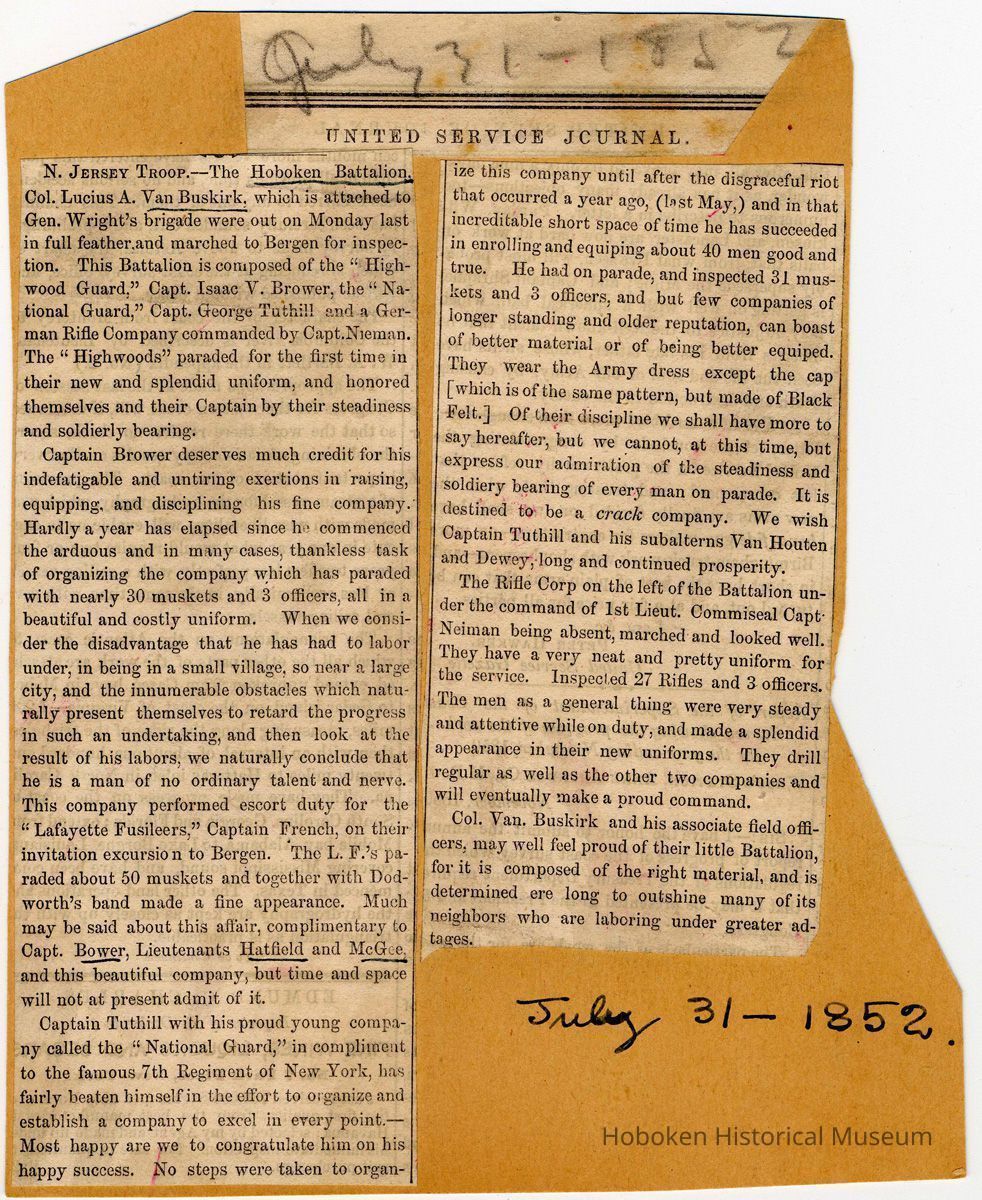 July 31-1852
UNITED SERVICE JOURNAL.
N. JERSEY TROOP.—The Hoboken Battalion,
Col. Lucius A. Van Buskirk, which is attached to
Gen. Wright's brigade were out on Monday last
in full feather,and marched to Bergen for inspec-
tion. This Battalion is composed of the "High-
wood Guard," Capt. Isaac V. Brower, the "Na-
tional Guard," Capt. George Tuthill and a Ger-
man Rifle Company commanded by Capt.Nieman.
The "Highwoods" paraded for the first time in
their new and splendid uniform, and honored
themselves and their Captain by their steadiness
and soldierly bearing.
Captain Brower deserves much credit for his
indefatigable and untiring exertions in raising,
equipping, and disciplining his fine company.
Hardly a year has elapsed since he commenced
the arduous and in many cases, thankless task
of organizing the company which has paraded
with nearly 30 muskets and 3 officers, all in a
beautiful and costly uniform. When we consi-
der the disadvantage that he has had to labor
under, in being in a small village, so near a large
city, and the innumerable obstacles which natu-
rally present themselves to retard the progress
in such an undertaking, and then look at the
result of his labors, we naturally conclude that
he is a man of no ordinary talent and nerve.
This company performed escort duty for the
"Lafayette Fusileers," Captain French, on their
invitation excursion to Bergen. The L. F.'s pa-
raded about 50 muskets and together with Dod-
worth's band made a fine appearance. Much
may be said about this affair, complimentary to
Capt. Bower, Lieutenants Hatfield and McGee,
and this beautiful company, but time and space
will not at present admit of it.
Captain Tuthill with his proud young compa-
ny called the "National Guard," in compliment
to the famous 7th Regiment of New York, has
fairly beaten himself in the effort to organize and
establish a company to excel in every point.—
Most happy are we to congratulate him on his
happy success. No steps were taken to organ-
ize this company until after the disgraceful riot
that occurred a year ago, (last May,) and in that
increditable short space of time he has succeeded
in enrolling and equiping about 40 men good and
true. He had on parade, and inspected 31 mus-
kets and 3 officers, and but few companies of
longer standing and older reputation, can boast
of better material or of being better equiped.
They wear the Army dress except the cap
[which is of the same pattern, but made of Black
Felt.] Of their discipline we shall have more to
say hereafter, but we cannot, at this time, but
express our admiration of the steadiness and
soldiery bearing of every man on parade. It is
destined to be a crack company. We wish
Captain Tuthill and his subalterns Van Houten
and Dewey, long and continued prosperity.
The Rifle Corp on the left of the Battalion un-
der the command of 1st Lieut. Commiseal Capt.
Neiman being absent, marched and looked well.
They have a very neat and pretty uniform for
the service. Inspected 27 Rifles and 3 officers.
The men as a general thing were very steady
and attentive while on duty, and made a splendid
appearance in their new uniforms. They drill
regular as well as the other two companies and
will eventually make a proud command.
Col. Van. Buskirk and his associate field offi-
cers, may well feel proud of their little Battalion,
for it is composed of the right material, and is
determined ere long to outshine many of its
neighbors who are laboring under greater ad-
tages.
July 31-1852.
Hoboken Historical Museum